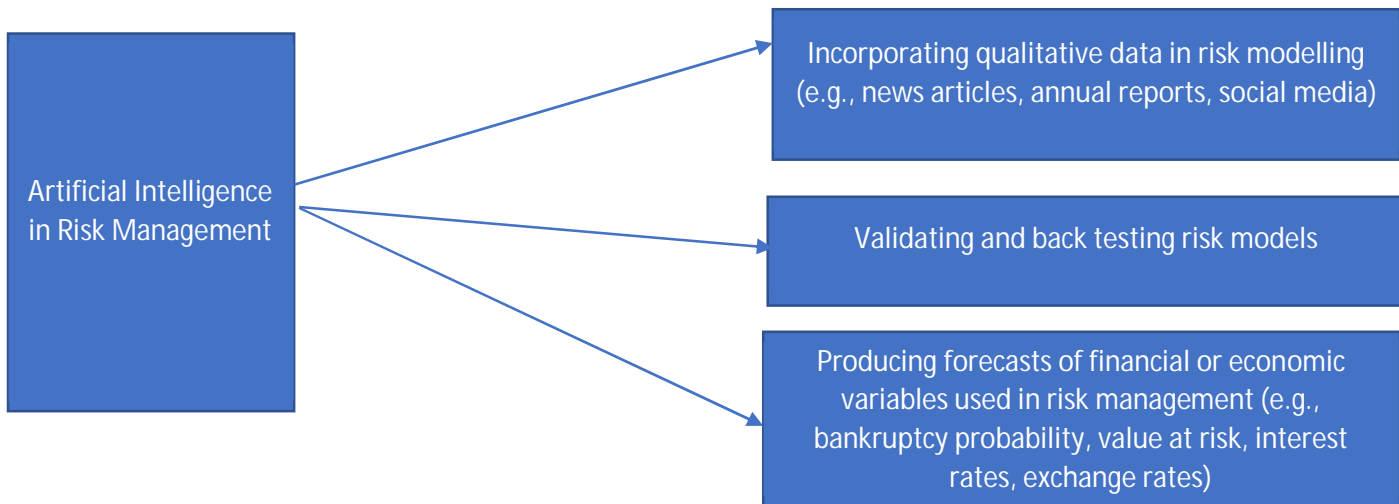 Artificial Intelligence
in Risk Management
Incorporating qualitative data in risk modelling
(e.g., news articles, annual reports, social media)
Validating and back testing risk models
Producing forecasts of financial or economic
variables used in risk management (e.g.,
bankruptcy probability, value at risk, interest
rates, exchange rates)